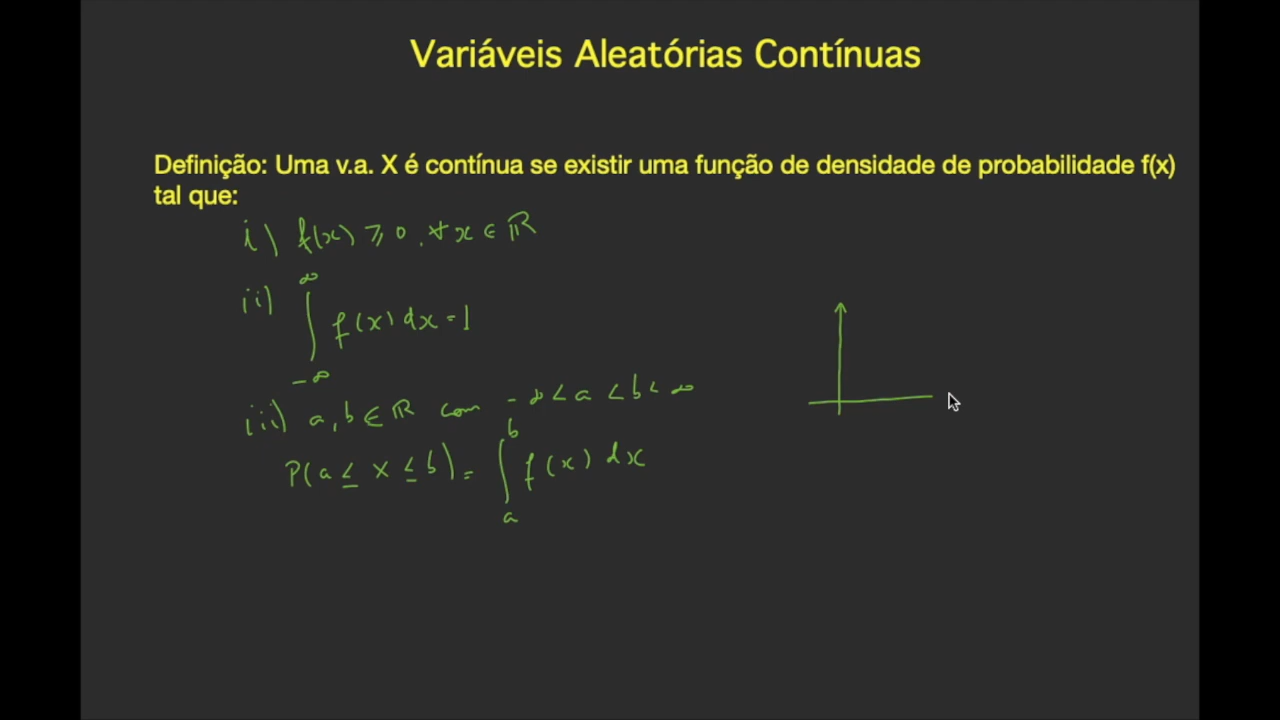 Variáveis Aleatórias Contínuas
Definição: Uma v.a. X é contínua se existir uma função de densidade de probabilidade f(x)
tal que:
i) f(x) ⩾ 0, ∀ x ∈ ℝ
ii) ∫_{-∞}^{∞} f(x) dx = 1
iii) a, b ∈ ℝ com -∞ < a < b < ∞
P(a ≤ X ≤ b) = ∫_{a}^{b} f(x) dx